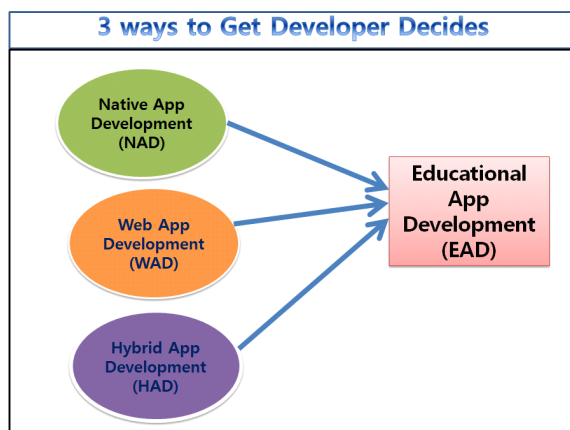 3 ways to Get Developer Decides
Native App
Development
(NAD)
Web App
Development
(WAD)
Hybrid App
Development
(HAD)
Educational
App
Development
(EAD)